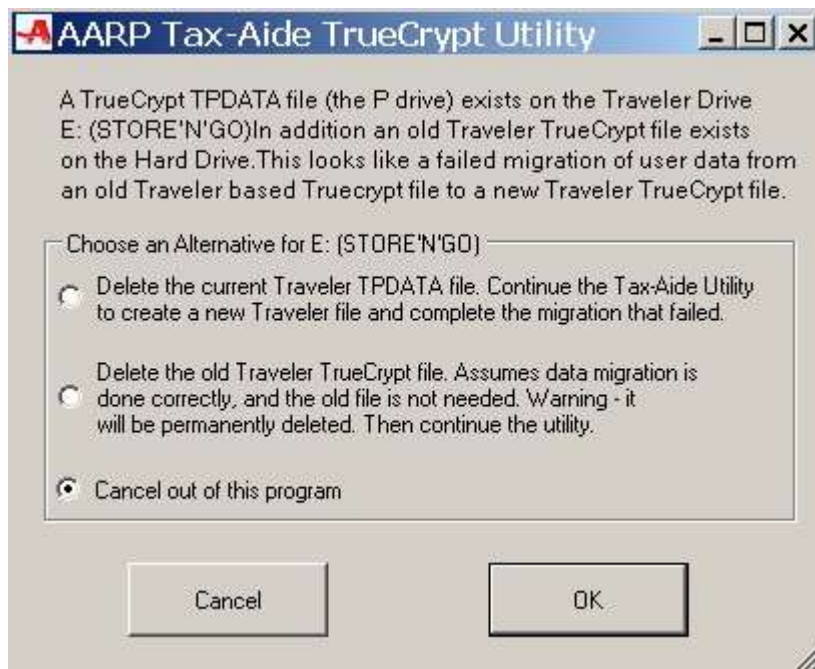 AARP Tax-Aide TrueCrypt Utility
A TrueCrypt TPDATA file (the P drive) exists on the Traveler Drive
E: (STORE'N'GO)In addition an old Traveler TrueCrypt file exists
on the Hard Drive.This looks like a failed migration of user data from
an old Traveler based Truecrypt file to a new Traveler TrueCrypt file.
Choose an Alternative for E: (STORE'N'GO)
Delete the current Traveler TPDATA file. Continue the Tax-Aide Utility
to create a new Traveler file and complete the migration that failed.
Delete the old Traveler TrueCrypt file. Assumes data migration is
done correctly, and the old file is not needed. Warning - it
will be permanently deleted. Then continue the utility.
Cancel out of this program
Cancel
OK